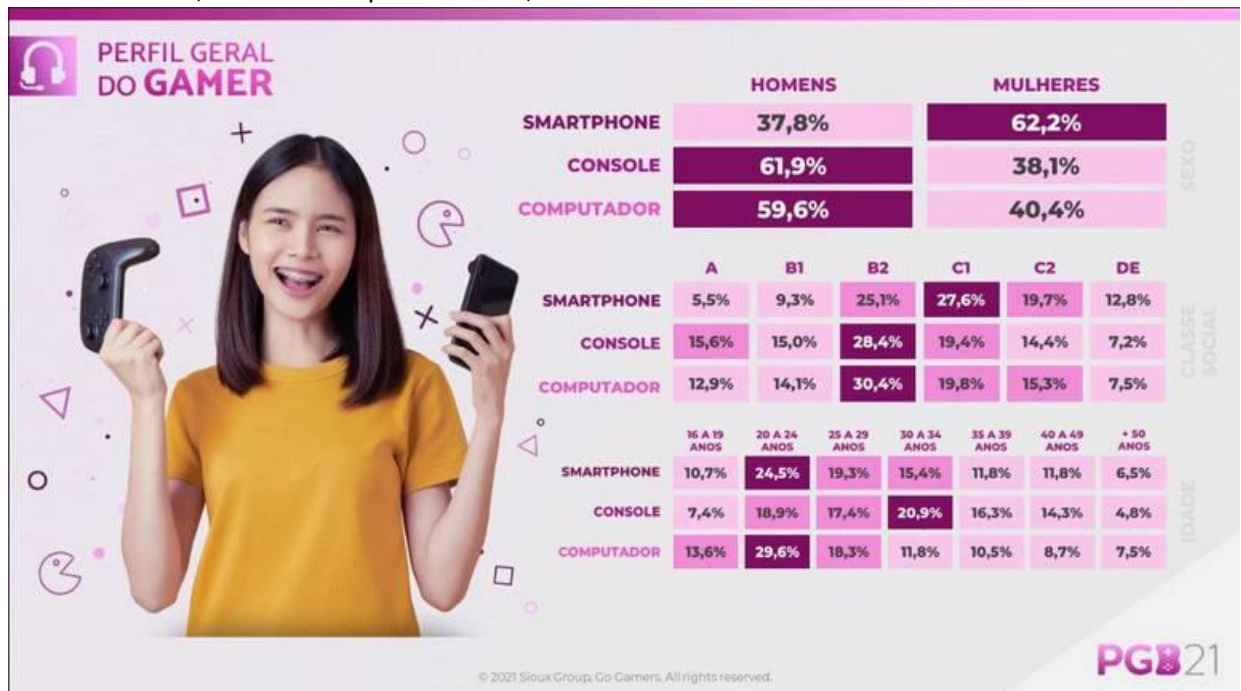 PERFIL GERAL
DO GAMER
HOMENS MULHERES
SMARTPHONE 37,8% 62,2%
CONSOLE 61,9% 38,1%
COMPUTADOR 59,6% 40,4%
SEXO
A B1 B2 C1 C2 DE
SMARTPHONE 5,5% 9,3% 25,1% 27,6% 19,7% 12,8%
CONSOLE 15,6% 15,0% 28,4% 19,4% 14,4% 7,2%
COMPUTADOR 12,9% 14,1% 30,4% 19,8% 15,3% 7,5%
CLASSE
SOCIAL
16 A 19 20 A 24 25 A 29 30 A 34 35 A 39 40 A 49 + 50
ANOS ANOS ANOS ANOS ANOS ANOS ANOS
SMARTPHONE 10,7% 24,5% 19,3% 15,4% 11,8% 11,8% 6,5%
CONSOLE 7,4% 18,9% 17,4% 20,9% 16,3% 14,3% 4,8%
COMPUTADOR 13,6% 29,6% 18,3% 11,8% 10,5% 8,7% 7,5%
IDADE
PGB21
© 2021 Sioux Group, Go Gamers. All rights reserved.